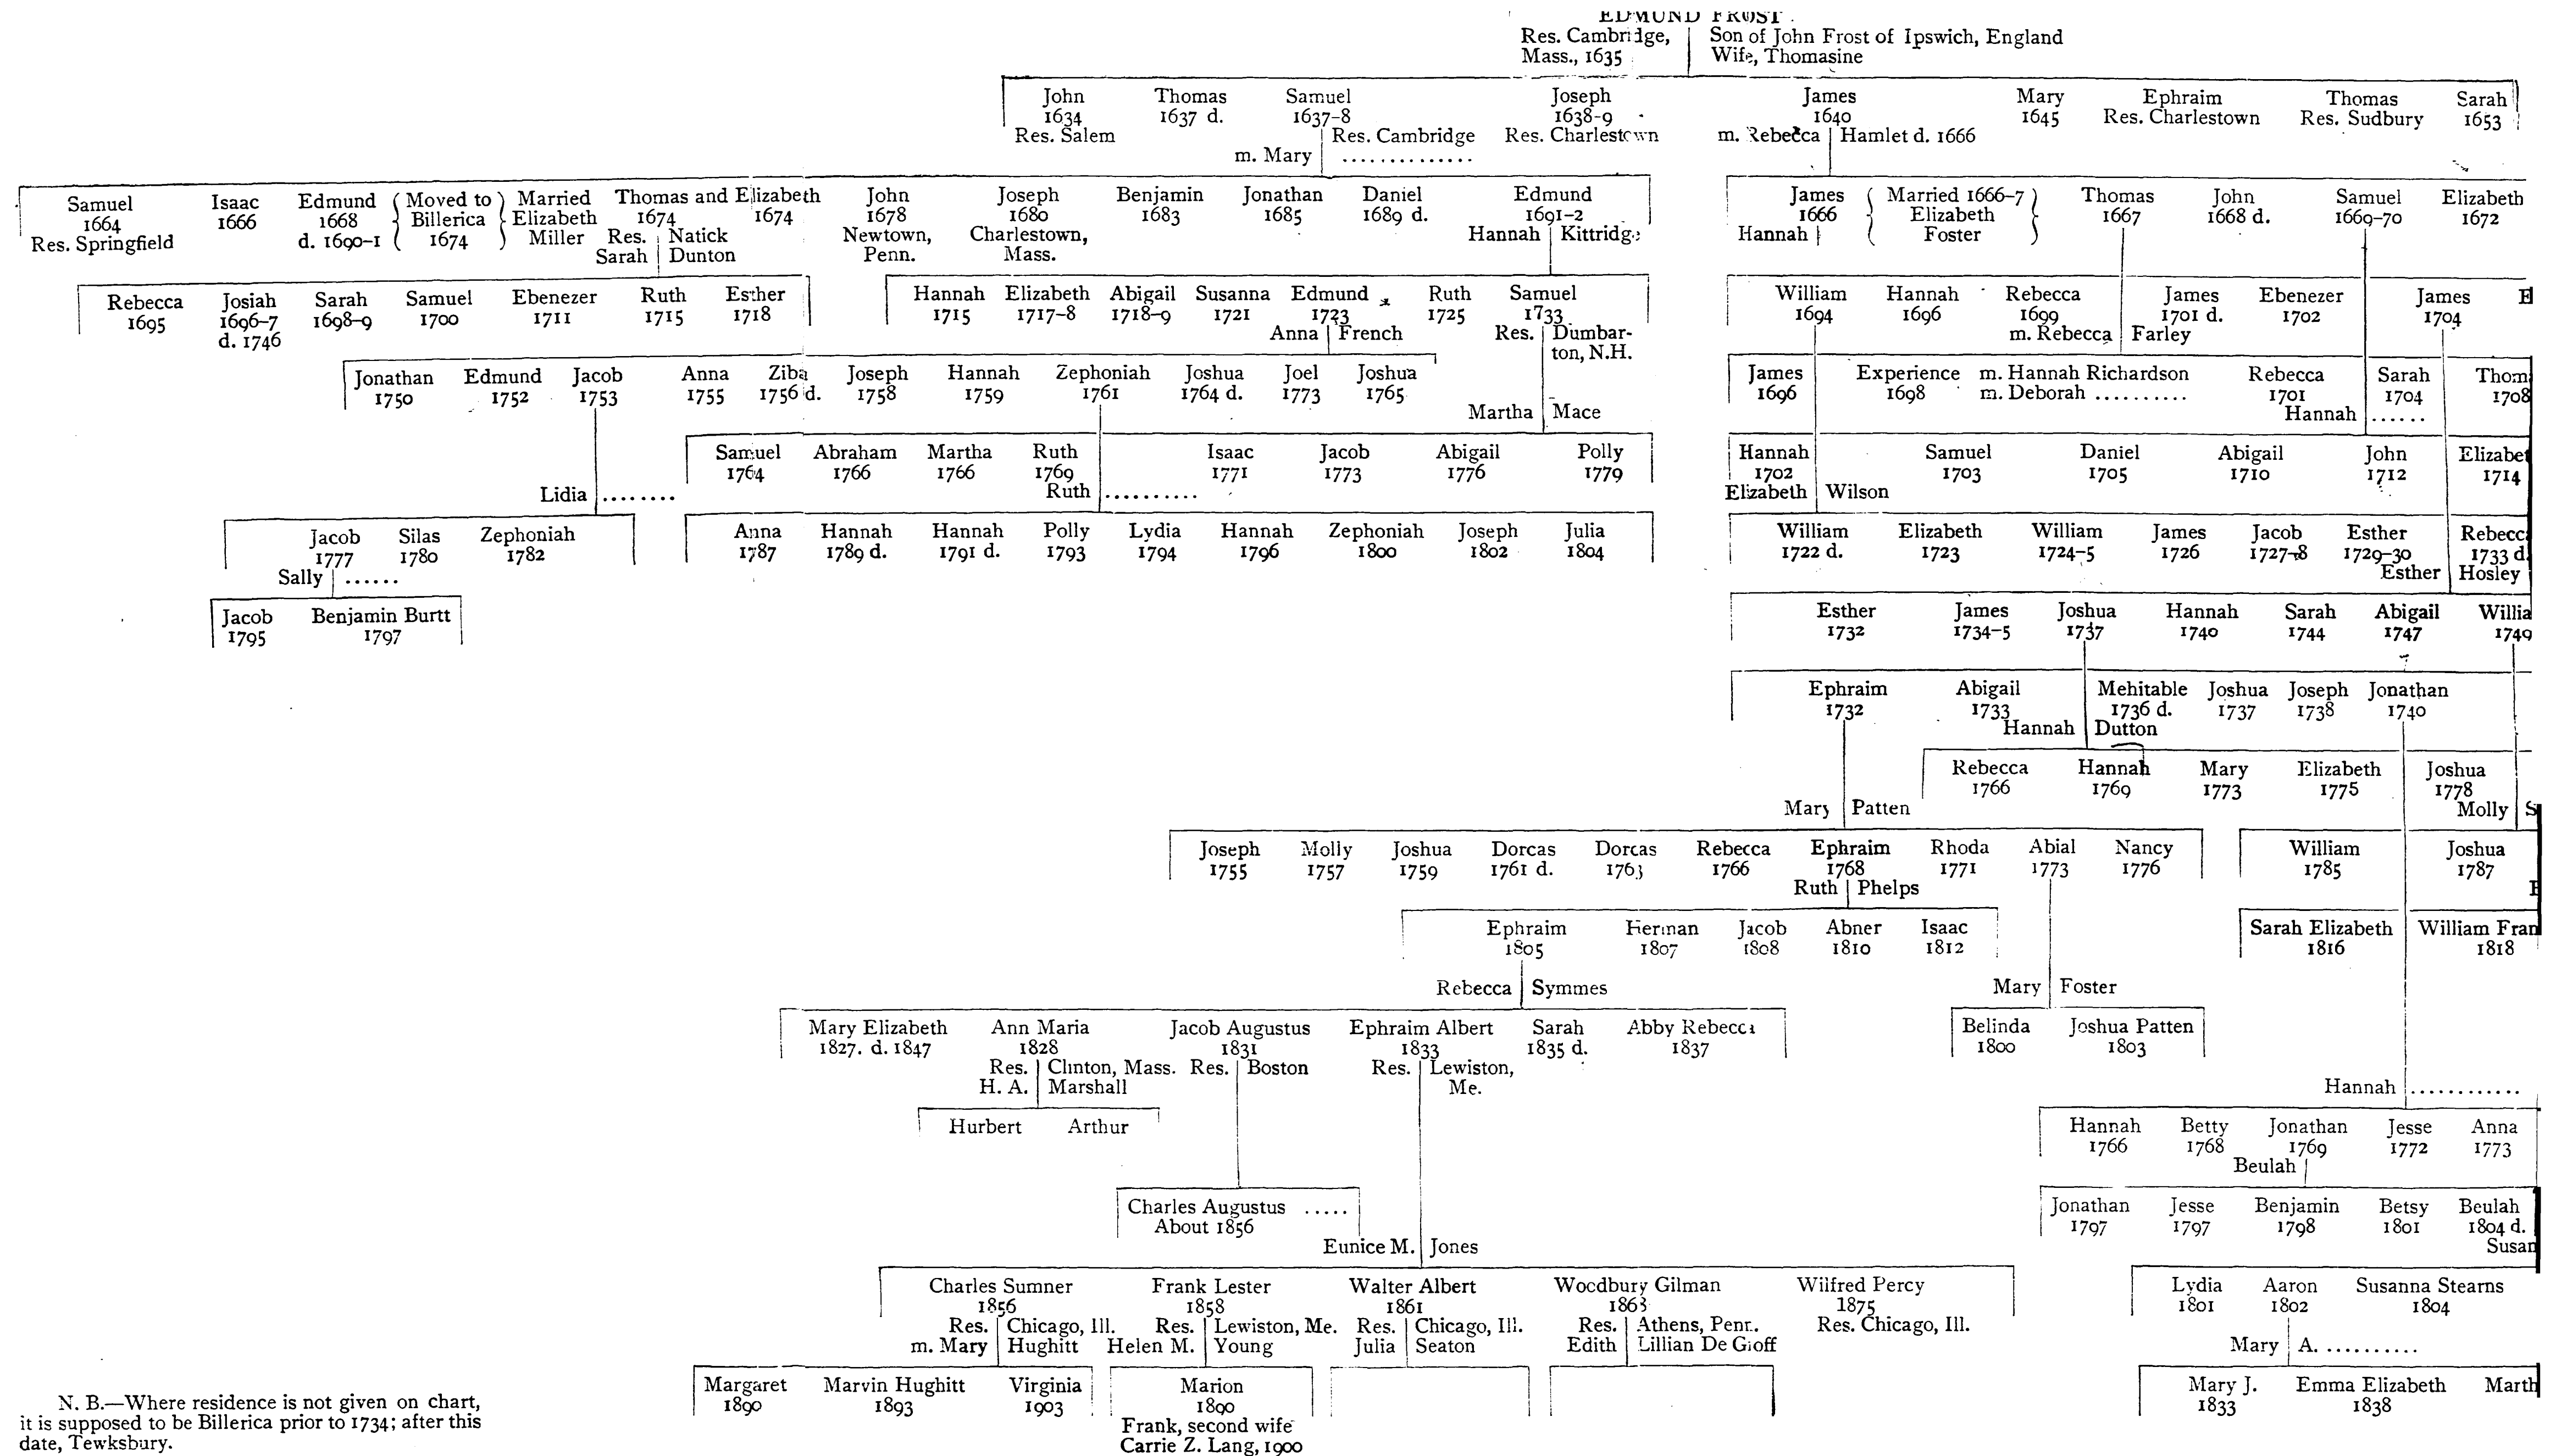 EDMUND FROST
Res. Cambridge, Son of John Frost of Ipswich, England
Mass., 1635 Wife, Thomasine
John Thomas Samuel Joseph James Mary Ephraim Thomas Sarah
1634 1637 d. 1637-8 1638-9 1640 1645 Res. Charlestown Res. Sudbury 1653
Res. Salem Res. Cambridge Res. Charlestown m. Rebecca Hamlet d. 1666
m. Mary ..............
Samuel Isaac Edmund Moved to Married Thomas and Elizabeth John Joseph Benjamin Jonathan Daniel Edmund James Married 1666-7 Thomas John Samuel Elizabeth
1664 1666 1668 Billerica Elizabeth 1674 1674 1678 1680 1683 1685 1689 d. 1691-2 1666 Elizabeth 1667 1668 d. 1669-70 1672
Res. Springfield d. 1690-1 1674 Miller Res. Natick Newtown, Charlestown, Hannah Kittridge Hannah Foster
Sarah Dunton Penn. Mass.
Rebecca Josiah Sarah Samuel Ebenezer Ruth Esther Hannah Elizabeth Abigail Susanna Edmund Ruth Samuel William Hannah Rebecca James Ebenezer James
1695 1696-7 1698-9 1700 1711 1715 1718 1715 1717-8 1718-9 1721 1723 1725 1733 1694 1696 1699 1701 d. 1702 1704
d. 1746 Anna French Res. Dumbar- m. Rebecca Farley
ton, N.H.
Jonathan Edmund Jacob Anna Ziba Joseph Hannah Zephoniah Joshua Joel Joshua James Experience m. Hannah Richardson Rebecca Sarah Thom
1750 1752 1753 1755 1756 d. 1758 1759 1761 1764 d. 1773 1765 1696 1698 m. Deborah .......... 1701 1704 1708
Martha Mace Hannah ......
Samuel Abraham Martha Ruth Isaac Jacob Abigail Polly Hannah Samuel Daniel Abigail John Elizabet
1764 1766 1766 1769 1771 1773 1776 1779 1702 1703 1705 1710 1712 1714
Lidia ........ Ruth .......... Elizabeth Wilson
Jacob Silas Zephoniah Anna Hannah Hannah Polly Lydia Hannah Zephoniah Joseph Julia William Elizabeth William James Jacob Esther Rebecc
1777 1780 1782 1787 1789 d. 1791 d. 1793 1794 1796 1800 1802 1804 1722 d. 1723 1724-5 1726 1727-8 1729-30 1733 d.
Sally ...... Esther Hosley
Jacob Benjamin Burtt Esther James Joshua Hannah Sarah Abigail Willia
1795 1797 1732 1734-5 1737 1740 1744 1747 1749
Ephraim Abigail Mehitable Joshua Joseph Jonathan
1732 1733 1736 d. 1737 1738 1740
Hannah Dutton
Rebecca Hannah Mary Elizabeth Joshua
1766 1769 1773 1775 1778
Mary Patten Molly S
Joseph Molly Joshua Dorcas Dorcas Rebecca Ephraim Rhoda Abial Nancy William Joshua
1755 1757 1759 1761 d. 1763 1766 1768 1771 1773 1776 1785 1787
Ruth Phelps
Ephraim Herman Jacob Abner Isaac Sarah Elizabeth William Fran
1805 1807 1808 1810 1812 1816 1818
Rebecca Symmes Mary Foster
Mary Elizabeth Ann Maria Jacob Augustus Ephraim Albert Sarah Abby Rebecca Belinda Joshua Patten
1827. d. 1847 1828 1831 1833 1835 d. 1837 1800 1803
Res. Clinton, Mass. Res. Boston Res. Lewiston,
H. A. Marshall Me. Hannah ............
Hurbert Arthur Hannah Betty Jonathan Jesse Anna
1766 1768 1769 1772 1773
Beulah
Charles Augustus ..... Jonathan Jesse Benjamin Betsy Beulah
About 1856 1797 1797 1798 1801 1804 d.
Eunice M. Jones Susan
Charles Sumner Frank Lester Walter Albert Woodbury Gilman Wilfred Percy Lydia Aaron Susanna Stearns
1856 1858 1861 1863 1875 1801 1802 1804
Res. Chicago, Ill. Res. Lewiston, Me. Res. Chicago, Ill. Res. Athens, Penn. Res. Chicago, Ill.
m. Mary Hughitt Helen M. Young Julia Seaton Edith Lillian De Groff Mary A. ..........
Margaret Marvin Hughitt Virginia Marion Mary J. Emma Elizabeth Marth
1890 1893 1903 1890 1833 1838
Frank, second wife
Carrie Z. Lang, 1900
N. B.—Where residence is not given on chart,
it is supposed to be Billerica prior to 1734; after this
date, Tewksbury.